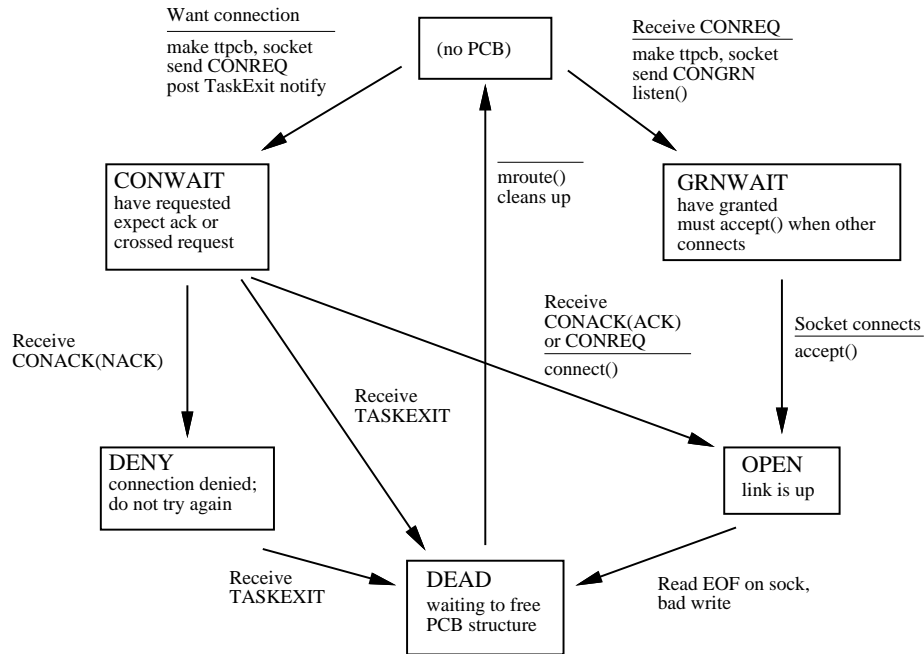 Want connection
make ttpcb, socket
send CONREQ
post TaskExit notify
(no PCB)
Receive CONREQ
make ttpcb, socket
send CONGRN
listen()
CONWAIT
have requested
expect ack or
crossed request
mroute()
cleans up
GRNWAIT
have granted
must accept() when other
connects
Receive
CONACK(NACK)
Receive
TASKEXIT
Receive
CONACK(ACK)
or CONREQ
connect()
Socket connects
accept()
DENY
connection denied;
do not try again
OPEN
link is up
Receive
TASKEXIT
DEAD
waiting to free
PCB structure
Read EOF on sock,
bad write